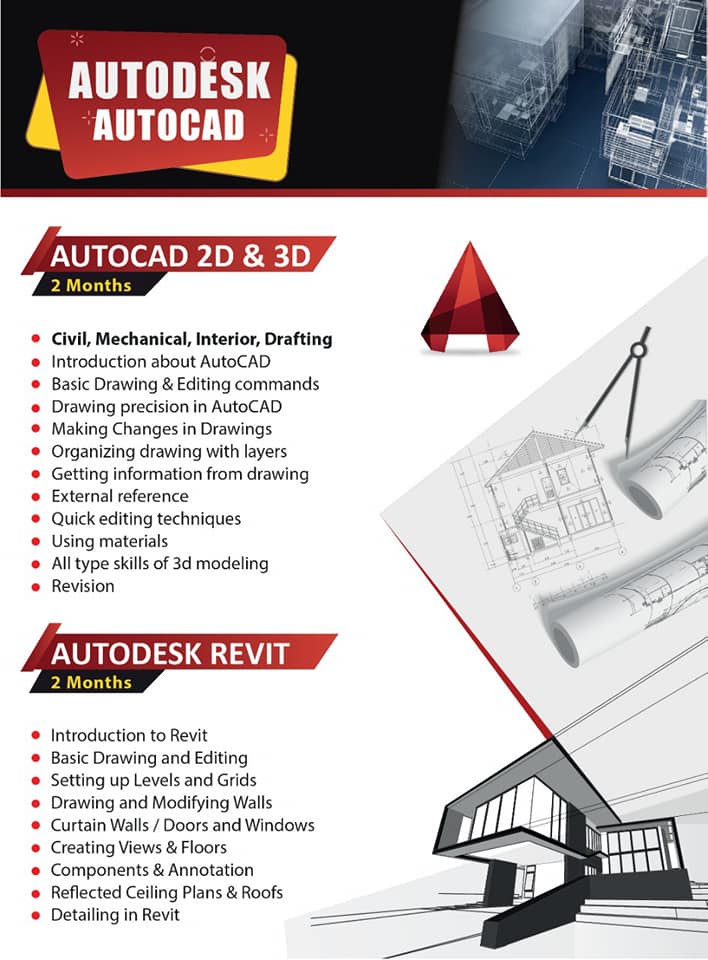 AUTODESK
AUTOCAD
AUTOCAD 2D & 3D
2 Months
Civil, Mechanical, Interior, Drafting
Introduction about AutoCAD
Basic Drawing & Editing commands
Drawing precision in AutoCAD
Making Changes in Drawings
Organizing drawing with layers
Getting information from drawing
External reference
Quick editing techniques
Using materials
All type skills of 3d modeling
Revision
AUTODESK REVIT
2 Months
Introduction to Revit
Basic Drawing and Editing
Setting up Levels and Grids
Drawing and Modifying Walls
Curtain Walls / Doors and Windows
Creating Views & Floors
Components & Annotation
Reflected Ceiling Plans & Roofs
Detailing in Revit